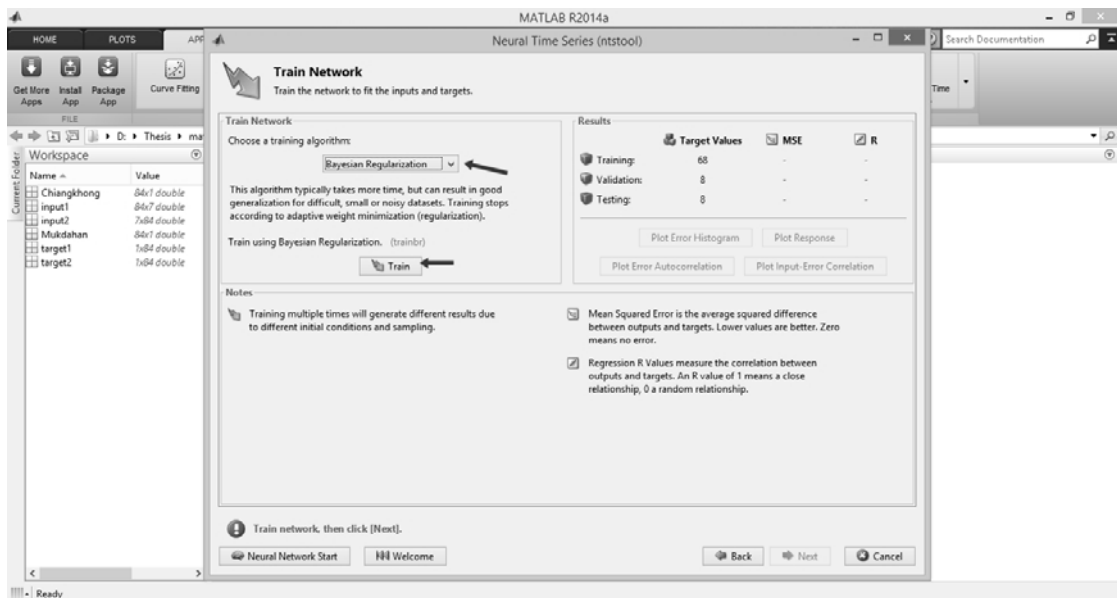 MATLAB R2014a
HOME PLOTS APP
Search Documentation
Get More Apps
Install App
Package App
Curve Fitting
Time
FILE
D: Thesis ma
Current Folder
Workspace
Name Value
Chiangkhong 84x1 double
input1 84x7 double
input2 7x84 double
Mukdahan 84x1 double
target1 1x84 double
target2 1x84 double
Ready
Neural Time Series (ntstool)
Train Network
Train the network to fit the inputs and targets.
Train Network
Choose a training algorithm:
Bayesian Regularization
This algorithm typically takes more time, but can result in good
generalization for difficult, small or noisy datasets. Training stops
according to adaptive weight minimization (regularization).
Train using Bayesian Regularization. (trainbr)
Train
Results
Target Values MSE R
Training: 68 - -
Validation: 8 - -
Testing: 8 - -
Plot Error Histogram Plot Response
Plot Error Autocorrelation Plot Input-Error Correlation
Notes
Training multiple times will generate different results due
to different initial conditions and sampling.
Mean Squared Error is the average squared difference
between outputs and targets. Lower values are better. Zero
means no error.
Regression R Values measure the correlation between
outputs and targets. An R value of 1 means a close
relationship, 0 a random relationship.
Train network, then click [Next].
Neural Network Start Welcome Back Next Cancel